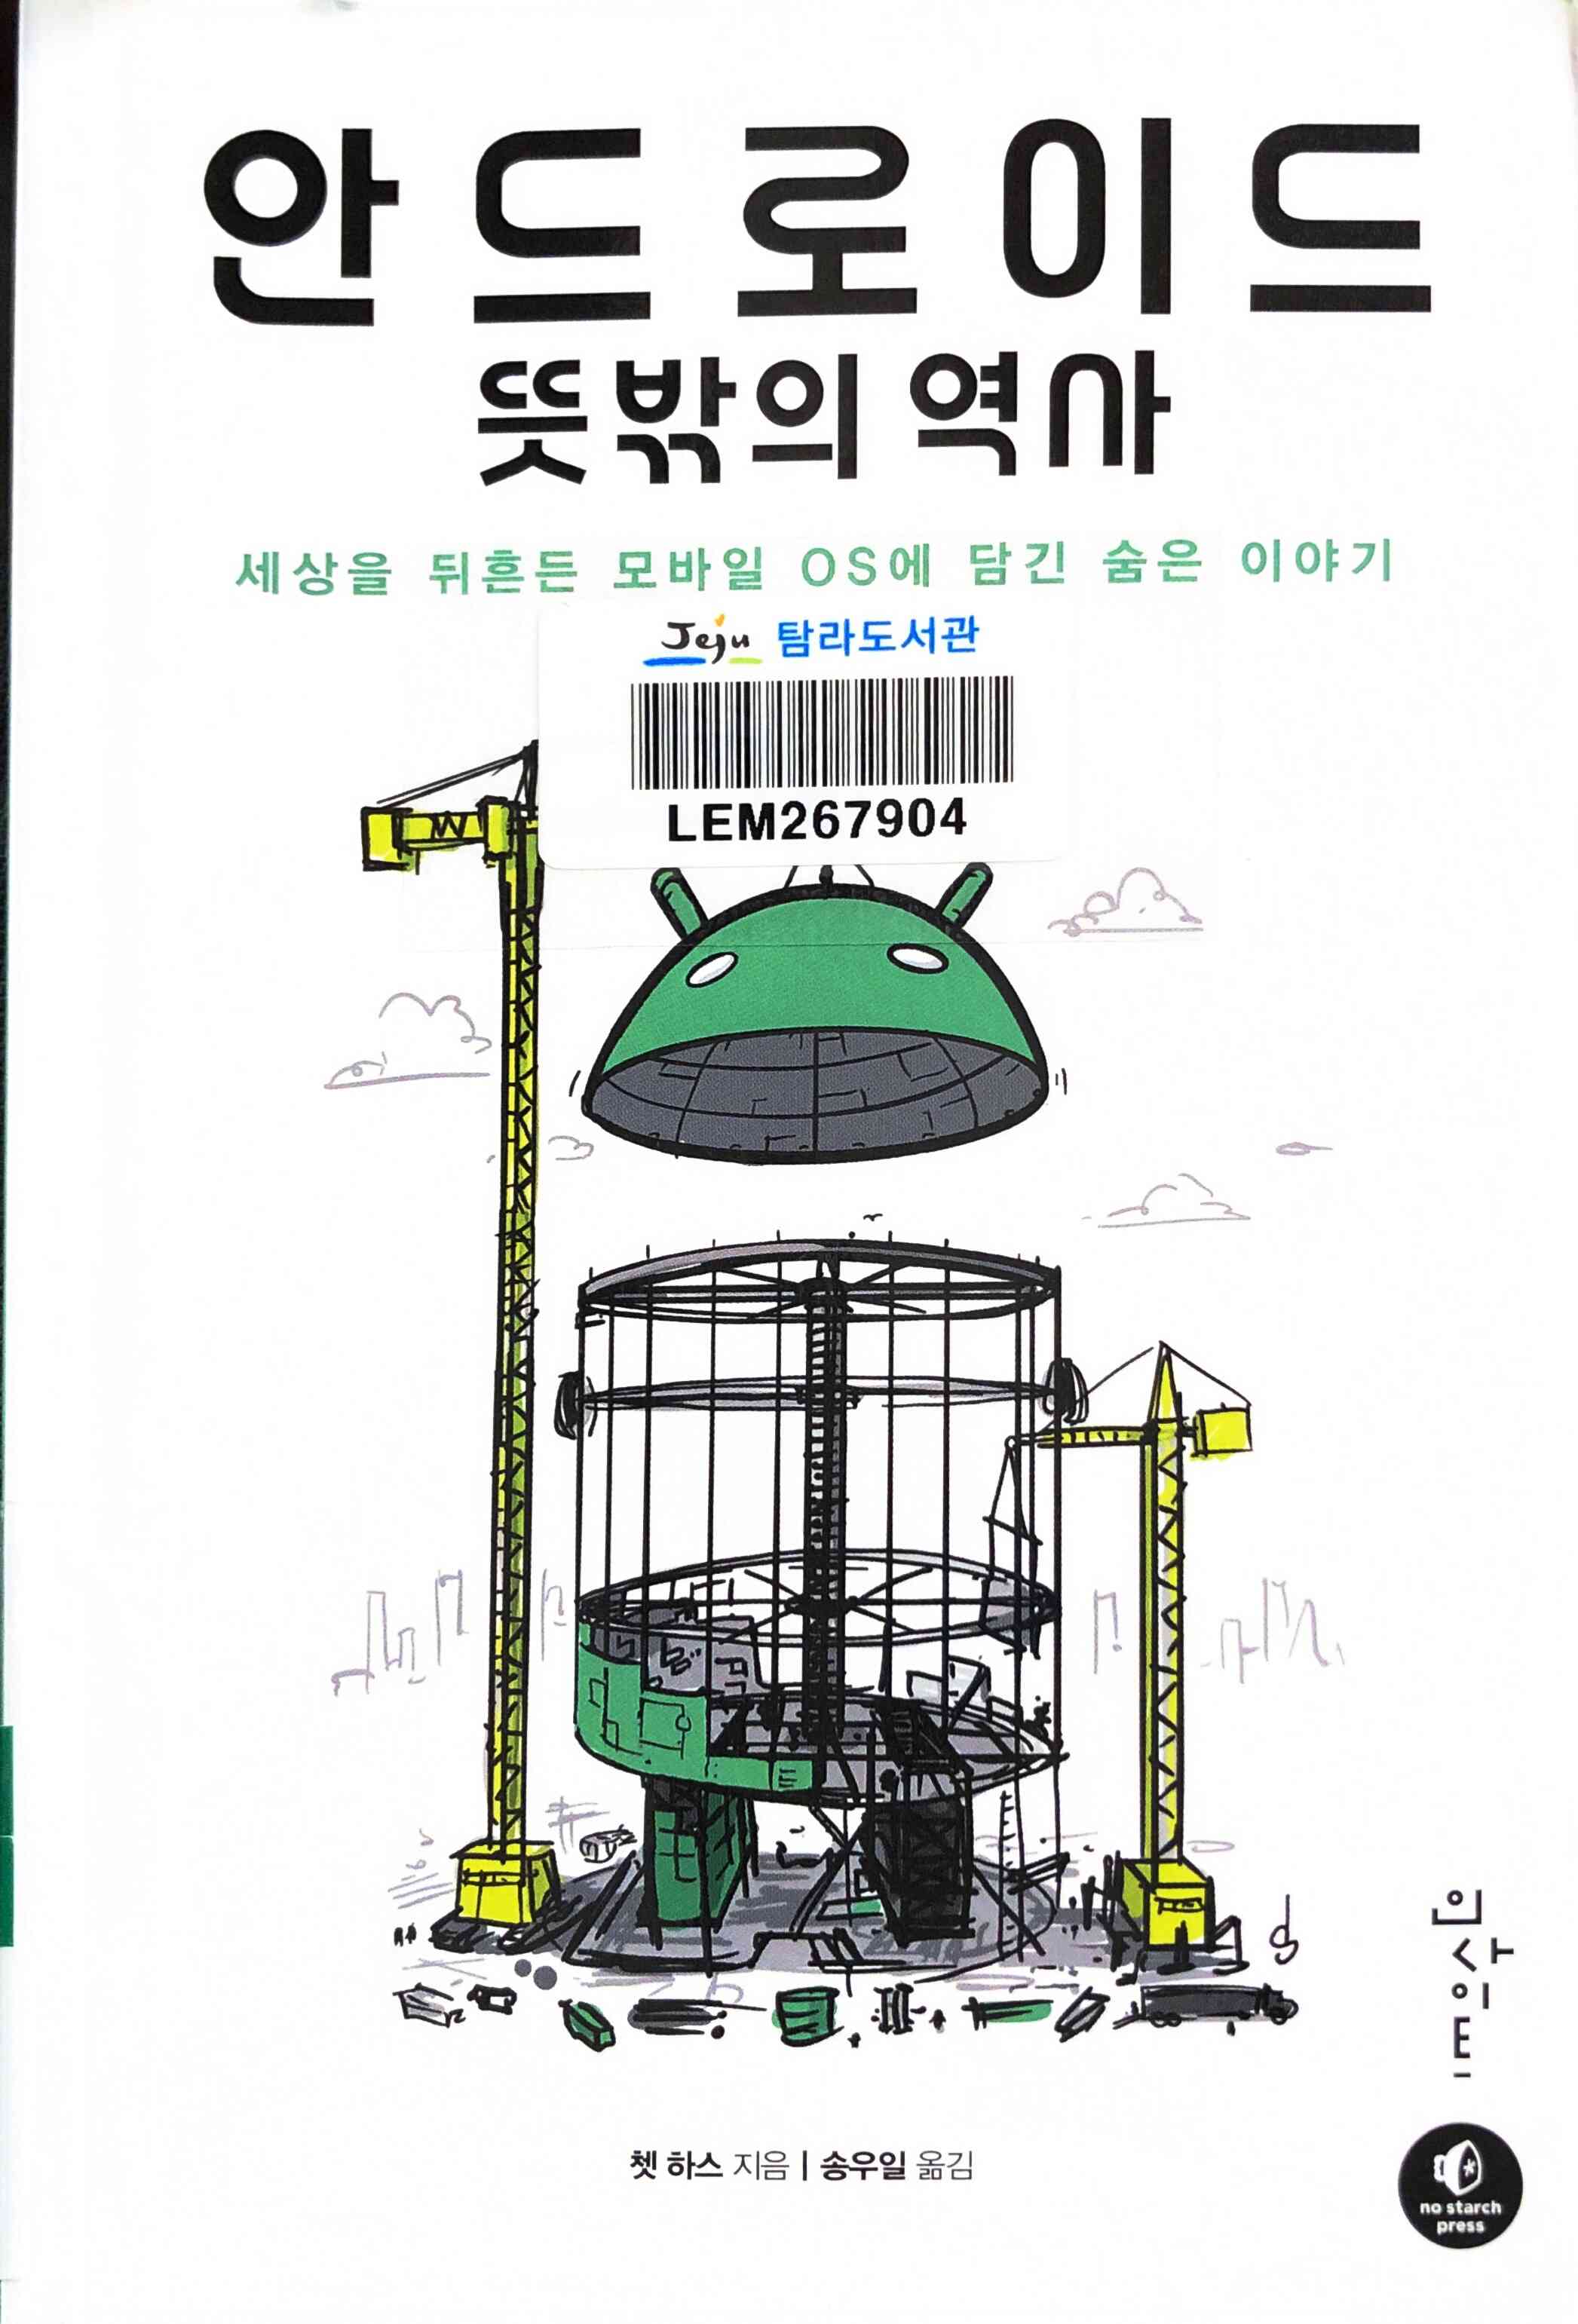 안드로이드
뜻밖의 역사
세상을 뒤흔든 모바일 OS에 담긴 숨은 이야기
Jeju 탐라도서관
LEM267904
쳇 하스 지음 | 송우일 옮김
인사이트
no starch
press